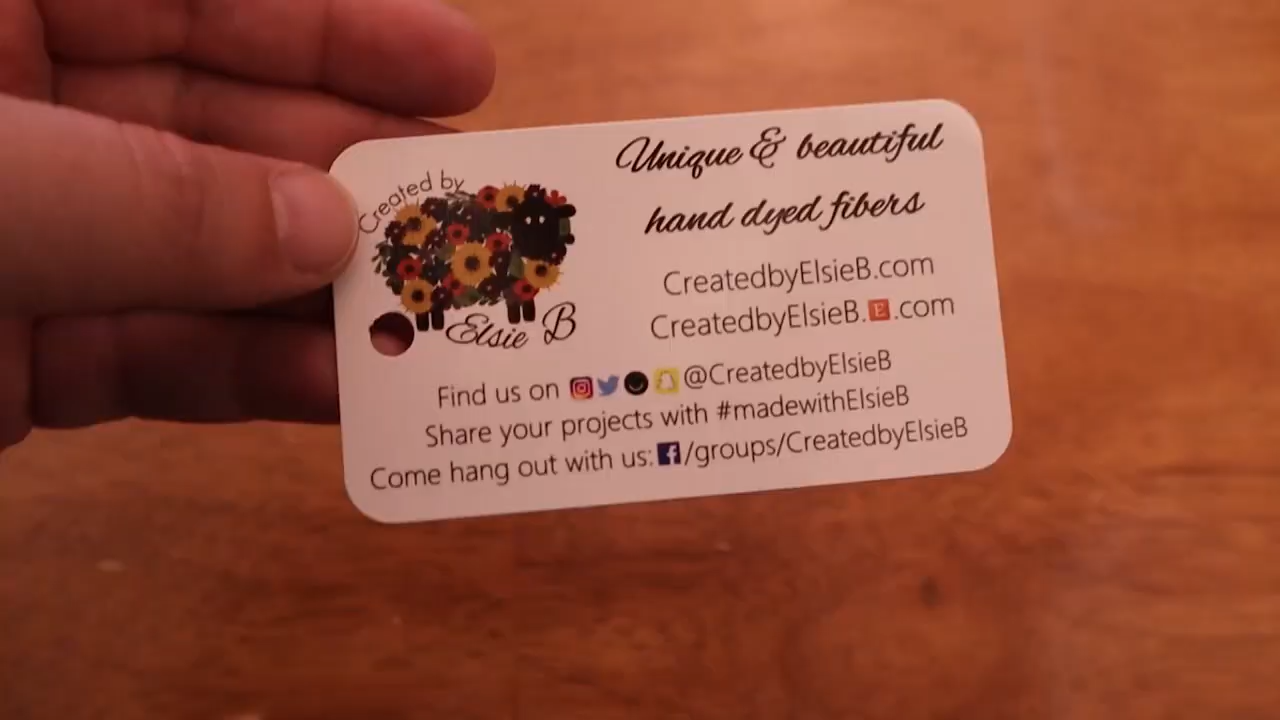 Created by
Elsie B
Unique & beautiful
hand dyed fibers
CreatedbyElsieB.com
CreatedbyElsieB.E.com
Find us on @CreatedbyElsieB
Share your projects with #madewithElsieB
Come hang out with us: f/groups/CreatedbyElsieB